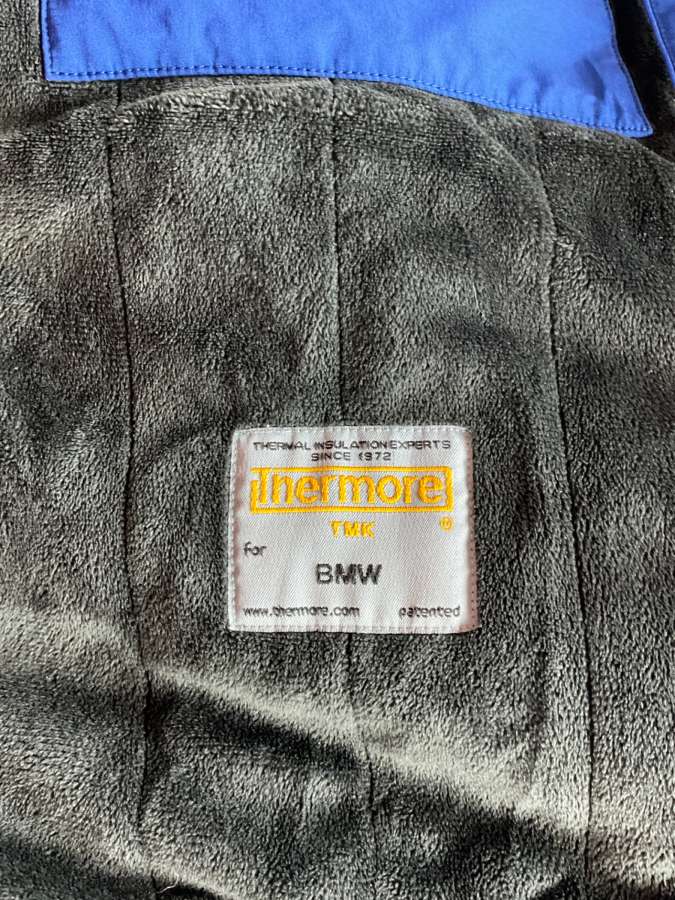 THERMAL INSULATION EXPERTS
SINCE 1972
Thermore
®
TMK
for
BMW
www.thermore.com patented